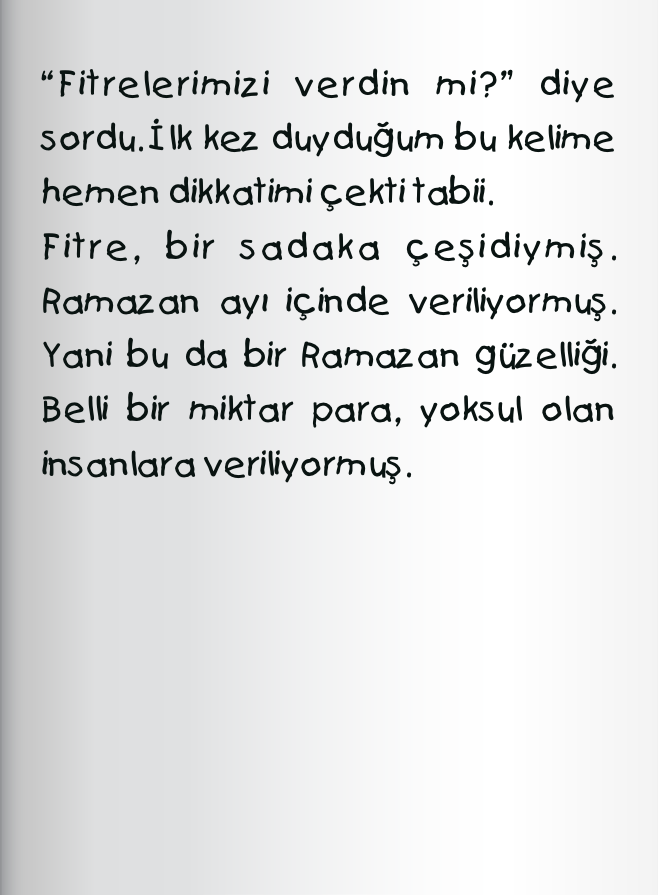 “Fitrelerimizi verdin mi?” diye
sordu.İlk kez duyduğum bu kelime
hemen dikkatimi çekti tabii.
Fitre, bir sadaka çeşidiymiş.
Ramazan ayı içinde veriliyormuş.
Yani bu da bir Ramazan güzelliği.
Belli bir miktar para, yoksul olan
insanlara veriliyormuş.